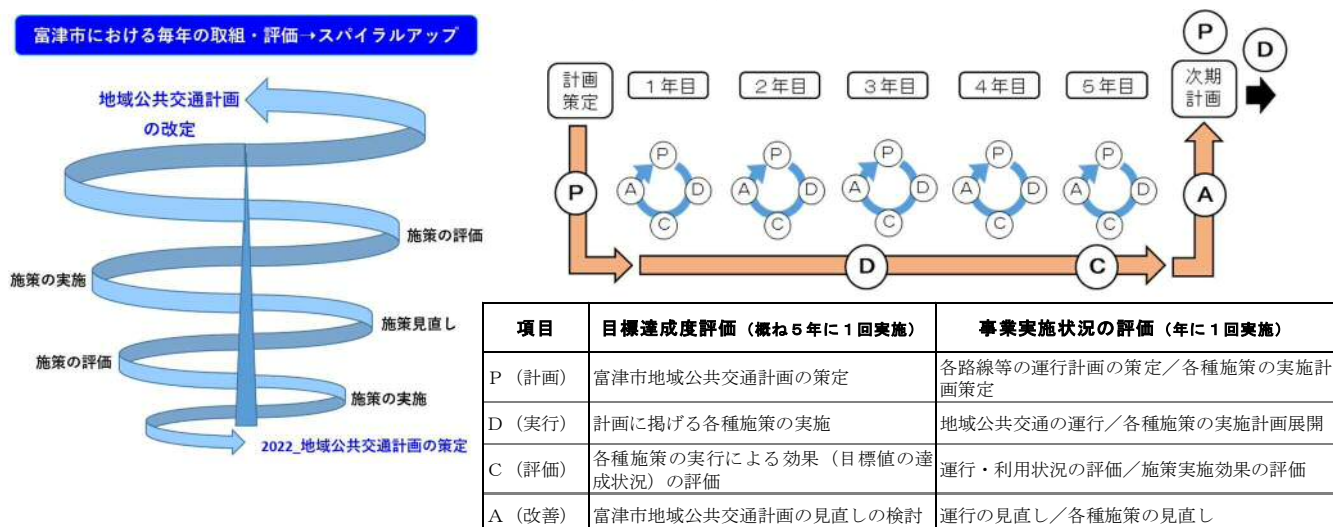 富津市における毎年の取組・評価→スパイラルアップ
地域公共交通計画
の改定
施策の評価
施策の実施
施策見直し
施策の評価
施策の実施
2022_地域公共交通計画の策定
計画
策定
1年目
2年目
3年目
4年目
5年目
次期
計画
P
D
P
D
C
A
P
D
C
A
P
D
C
A
P
D
C
A
P
D
C
A
P
D
C
A
項目
目標達成度評価（概ね5年に1回実施）
事業実施状況の評価（年に1回実施）
P（計画）
富津市地域公共交通計画の策定
各路線等の運行計画の策定／各種施策の実施計
画策定
D（実行）
計画に掲げる各種施策の実施
地域公共交通の運行／各種施策の実施計画展開
C（評価）
各種施策の実行による効果（目標値の達
成状況）の評価
運行・利用状況の評価／施策実施効果の評価
A（改善）
富津市地域公共交通計画の見直しの検討
運行の見直し／各種施策の見直し